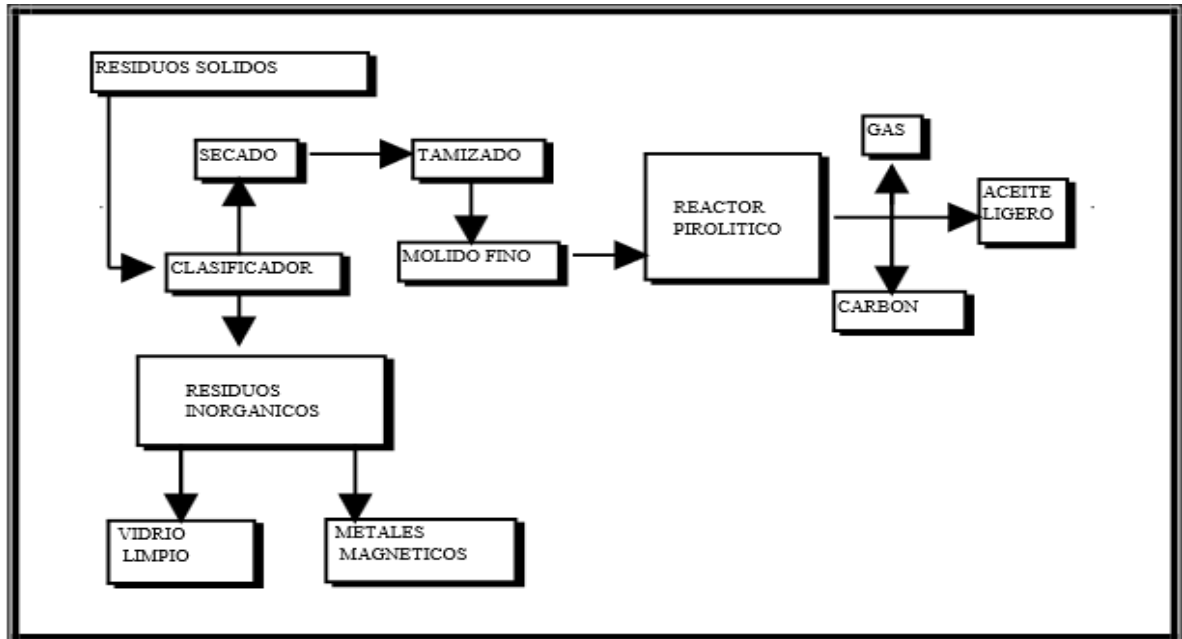 RESIDUOS SOLIDOS
SECADO
TAMIZADO
GAS
ACEITE
LIGERO
REACTOR
PIROLITICO
CLASIFICADOR
MOLIDO FINO
CARBON
RESIDUOS
INORGANICOS
VIDRIO
LIMPIO
METALES
MAGNETICOS